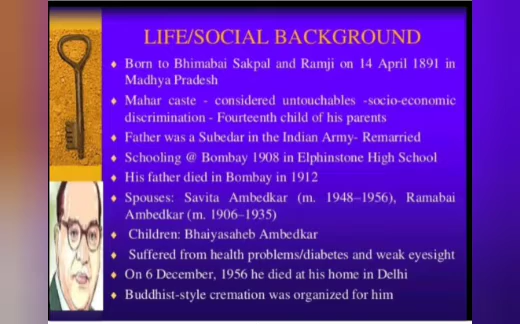 LIFE/SOCIAL BACKGROUND
Born to Bhimabai Sakpal and Ramji on 14 April 1891 in
Madhya Pradesh
Mahar caste - considered untouchables -socio-economic
discrimination - Fourteenth child of his parents
Father was a Subedar in the Indian Army- Remarried
Schooling @ Bombay 1908 in Elphinstone High School
His father died in Bombay in 1912
Spouses: Savita Ambedkar (m. 1948–1956), Ramabai
Ambedkar (m. 1906–1935)
Children: Bhaiyasaheb Ambedkar
Suffered from health problems/diabetes and weak eyesight
On 6 December, 1956 he died at his home in Delhi
Buddhist-style cremation was organized for him